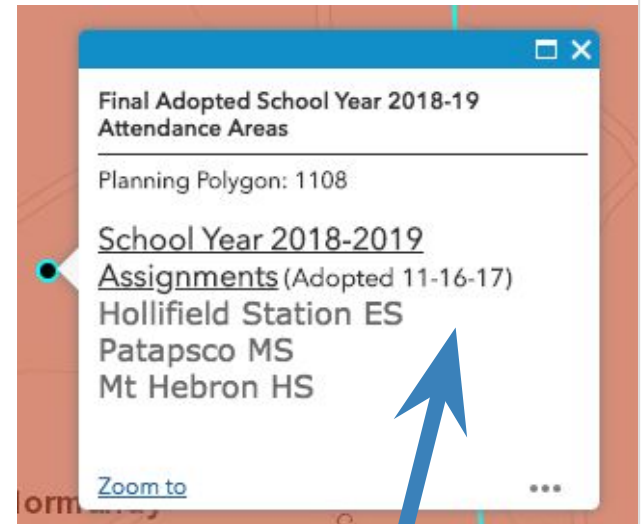 Final Adopted School Year 2018-19
Attendance Areas
Planning Polygon: 1108
School Year 2018-2019
Assignments (Adopted 11-16-17)
Hollifield Station ES
Patapsco MS
Mt Hebron HS
Zoom to